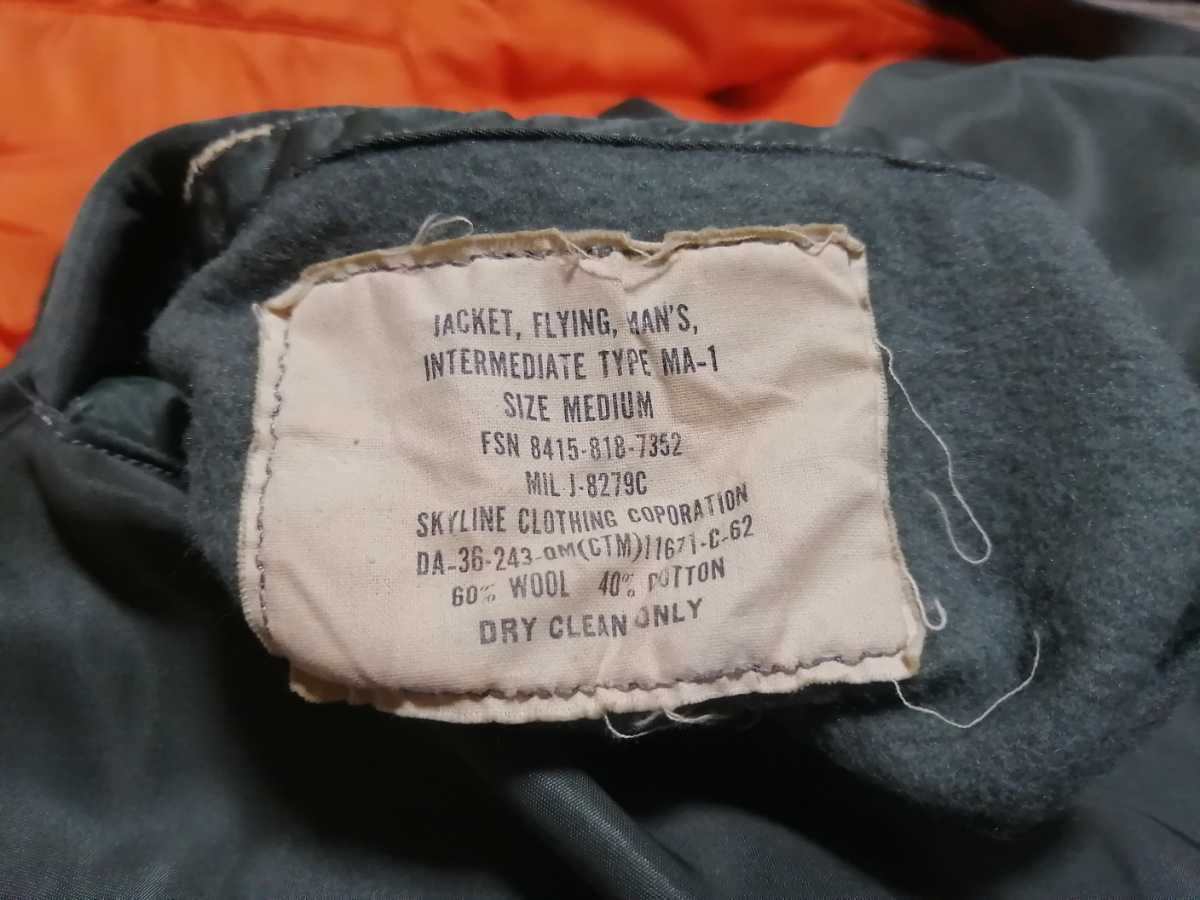 JACKET, FLYING, MAN'S,
INTERMEDIATE TYPE MA-1
SIZE MEDIUM
FSN 8415-818-7352
MIL-J-8279C
SKYLINE CLOTHING COPORATION
DA-36-243-QM(CTM)11671-C-62
60% WOOL 40% COTTON
DRY CLEAN ONLY